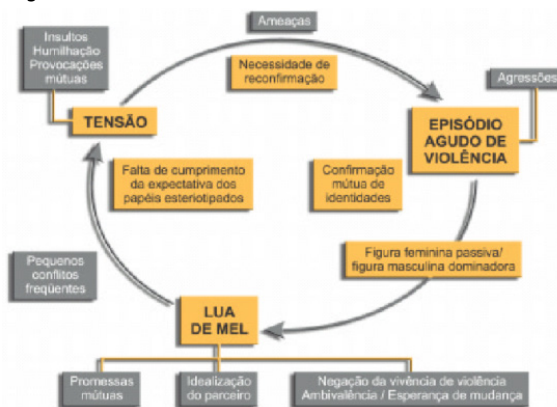 Ameaças
Insultos
Humilhação
Provocações
mútuas
Necessidade de
reconfirmação
Agressões
TENSÃO
EPISÓDIO
AGUDO DE
VIOLÊNCIA
Falta de cumprimento
da expectativa dos
papéis esteriotipados
Confirmação
mútua de
identidades
Pequenos
conflitos
freqüentes
Figura feminina passiva/
figura masculina dominadora
LUA
DE MEL
Promessas
mútuas
Idealização
do parceiro
Negação da vivência de violência
Ambivalência / Esperança de mudança